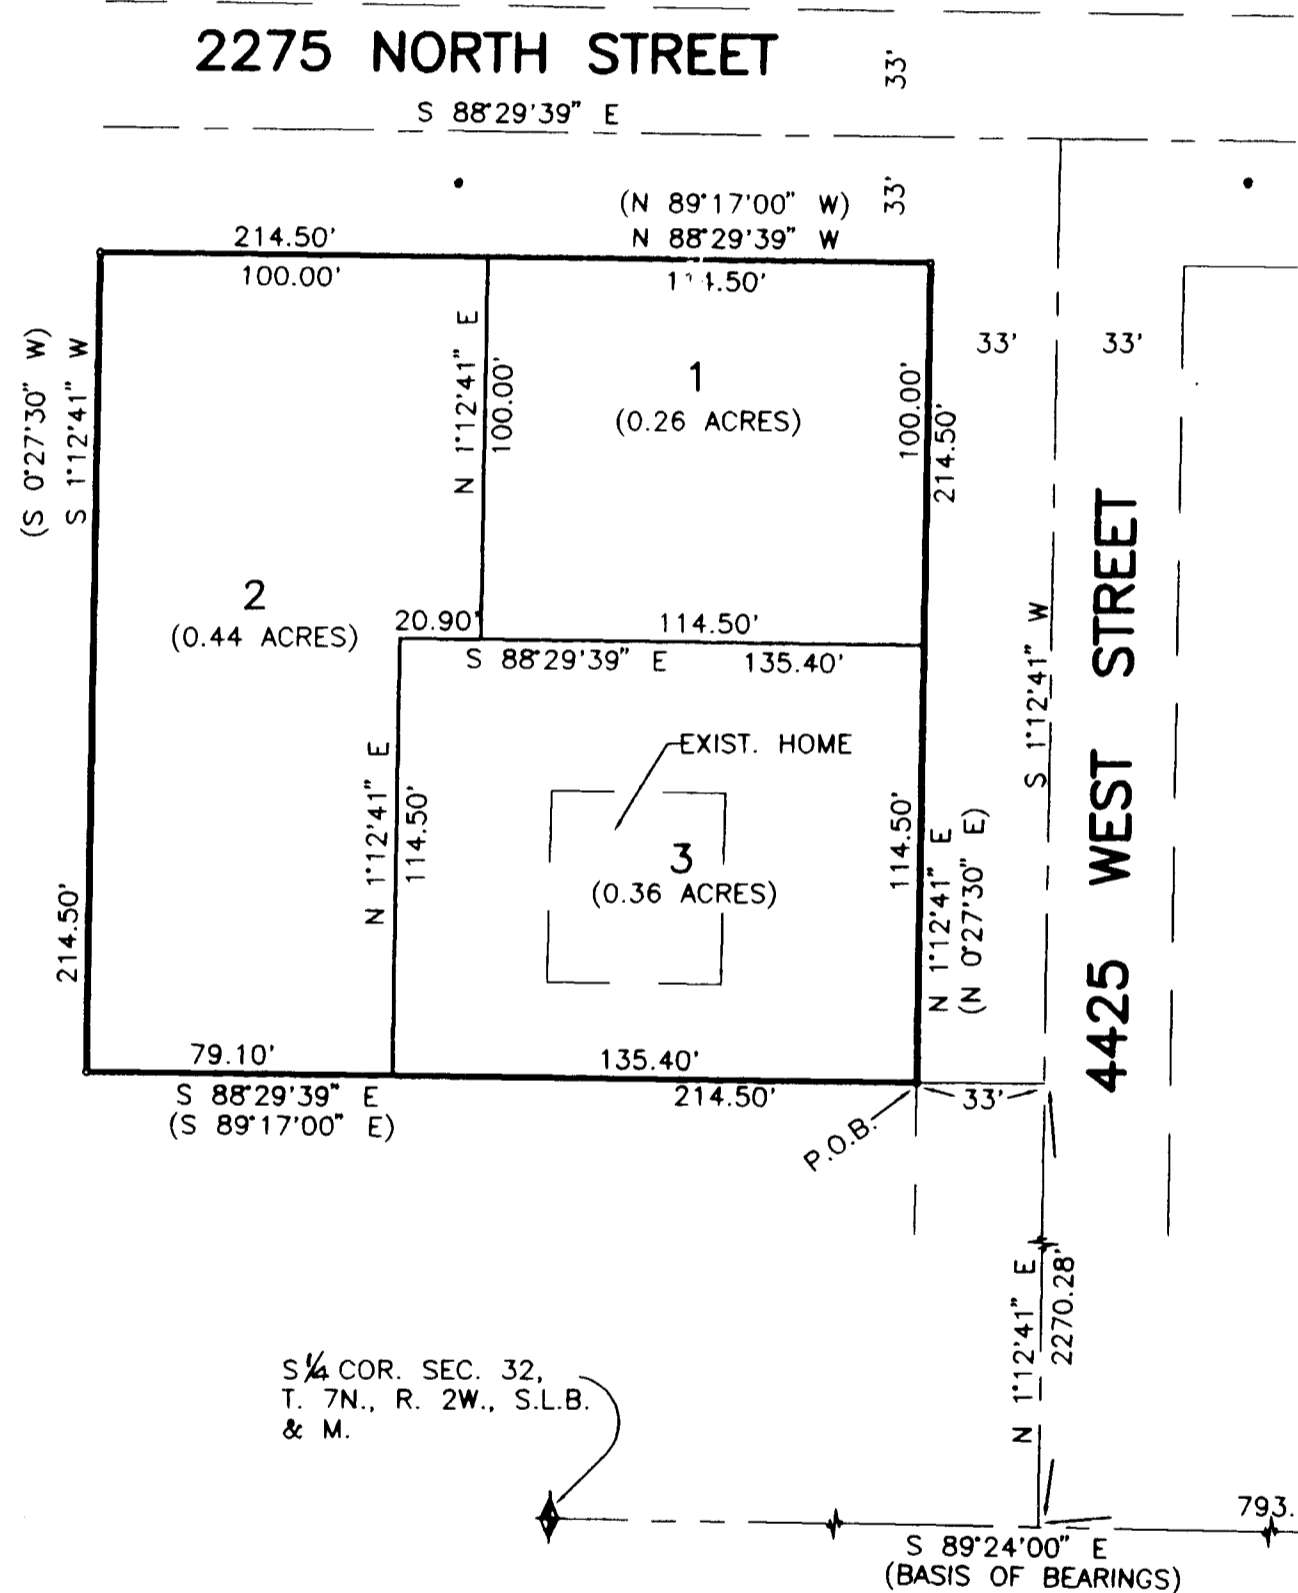 2275 NORTH STREET
33'
S 88°29'39" E
33'
(N 89°17'00" W)
N 88°29'39" W
214.50'
100.00'
33'
33'
(S 0°27'30" W)
S 1°12'41" W
N 1°12'41" E
100.00'
1
(0.26 ACRES)
100.00'
214.50'
2
(0.44 ACRES)
20.90'
114.50'
S 88°29'39" E
135.40'
S 1°12'41" W
4425 WEST STREET
EXIST. HOME
N 1°12'41" E
114.50'
3
(0.36 ACRES)
114.50'
N 1°12'41" E
(N 0°27'30" E)
214.50'
79.10'
135.40'
S 88°29'39" E
(S 89°17'00" E)
214.50'
33'
P.O.B.
N 1°12'41" E
2270.28'
S 1/4 COR. SEC. 32,
T. 7N., R. 2W., S.L.B.
& M.
793.
S 89°24'00" E
(BASIS OF BEARINGS)